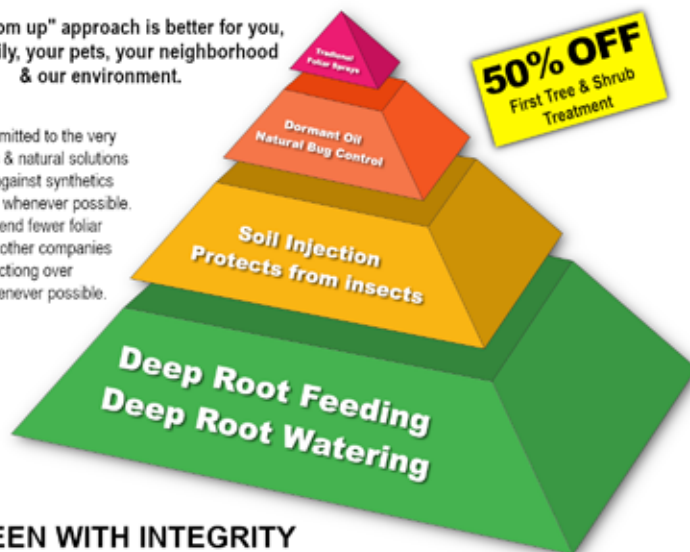 om up" approach is better for you,
ily, your pets, your neighborhood
& our environment.
mitted to the very
& natural solutions
gainst synthetics
whenever possible.
end fewer foliar
other companies
ctiong over
enever possible.
50% OFF
First Tree & Shrub
Treatment
Tradional
Foliar Sprays
Dormant Oil
Natural Bug Control
Soil Injection
Protects from insects
Deep Root Feeding
Deep Root Watering
EEN WITH INTEGRITY